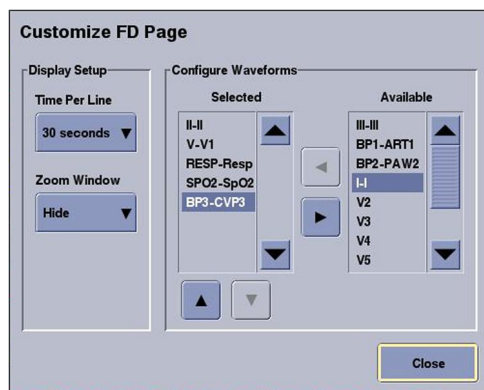 Customize FD Page
Display Setup
Time Per Line
30 seconds
Zoom Window
Hide
Configure Waveforms
Selected
II-II
V-V1
RESP-Resp
SPO2-SpO2
BP3-CVP3
Available
III-III
BP1-ART1
BP2-PAW2
I-I
V2
V3
V4
V5
Close